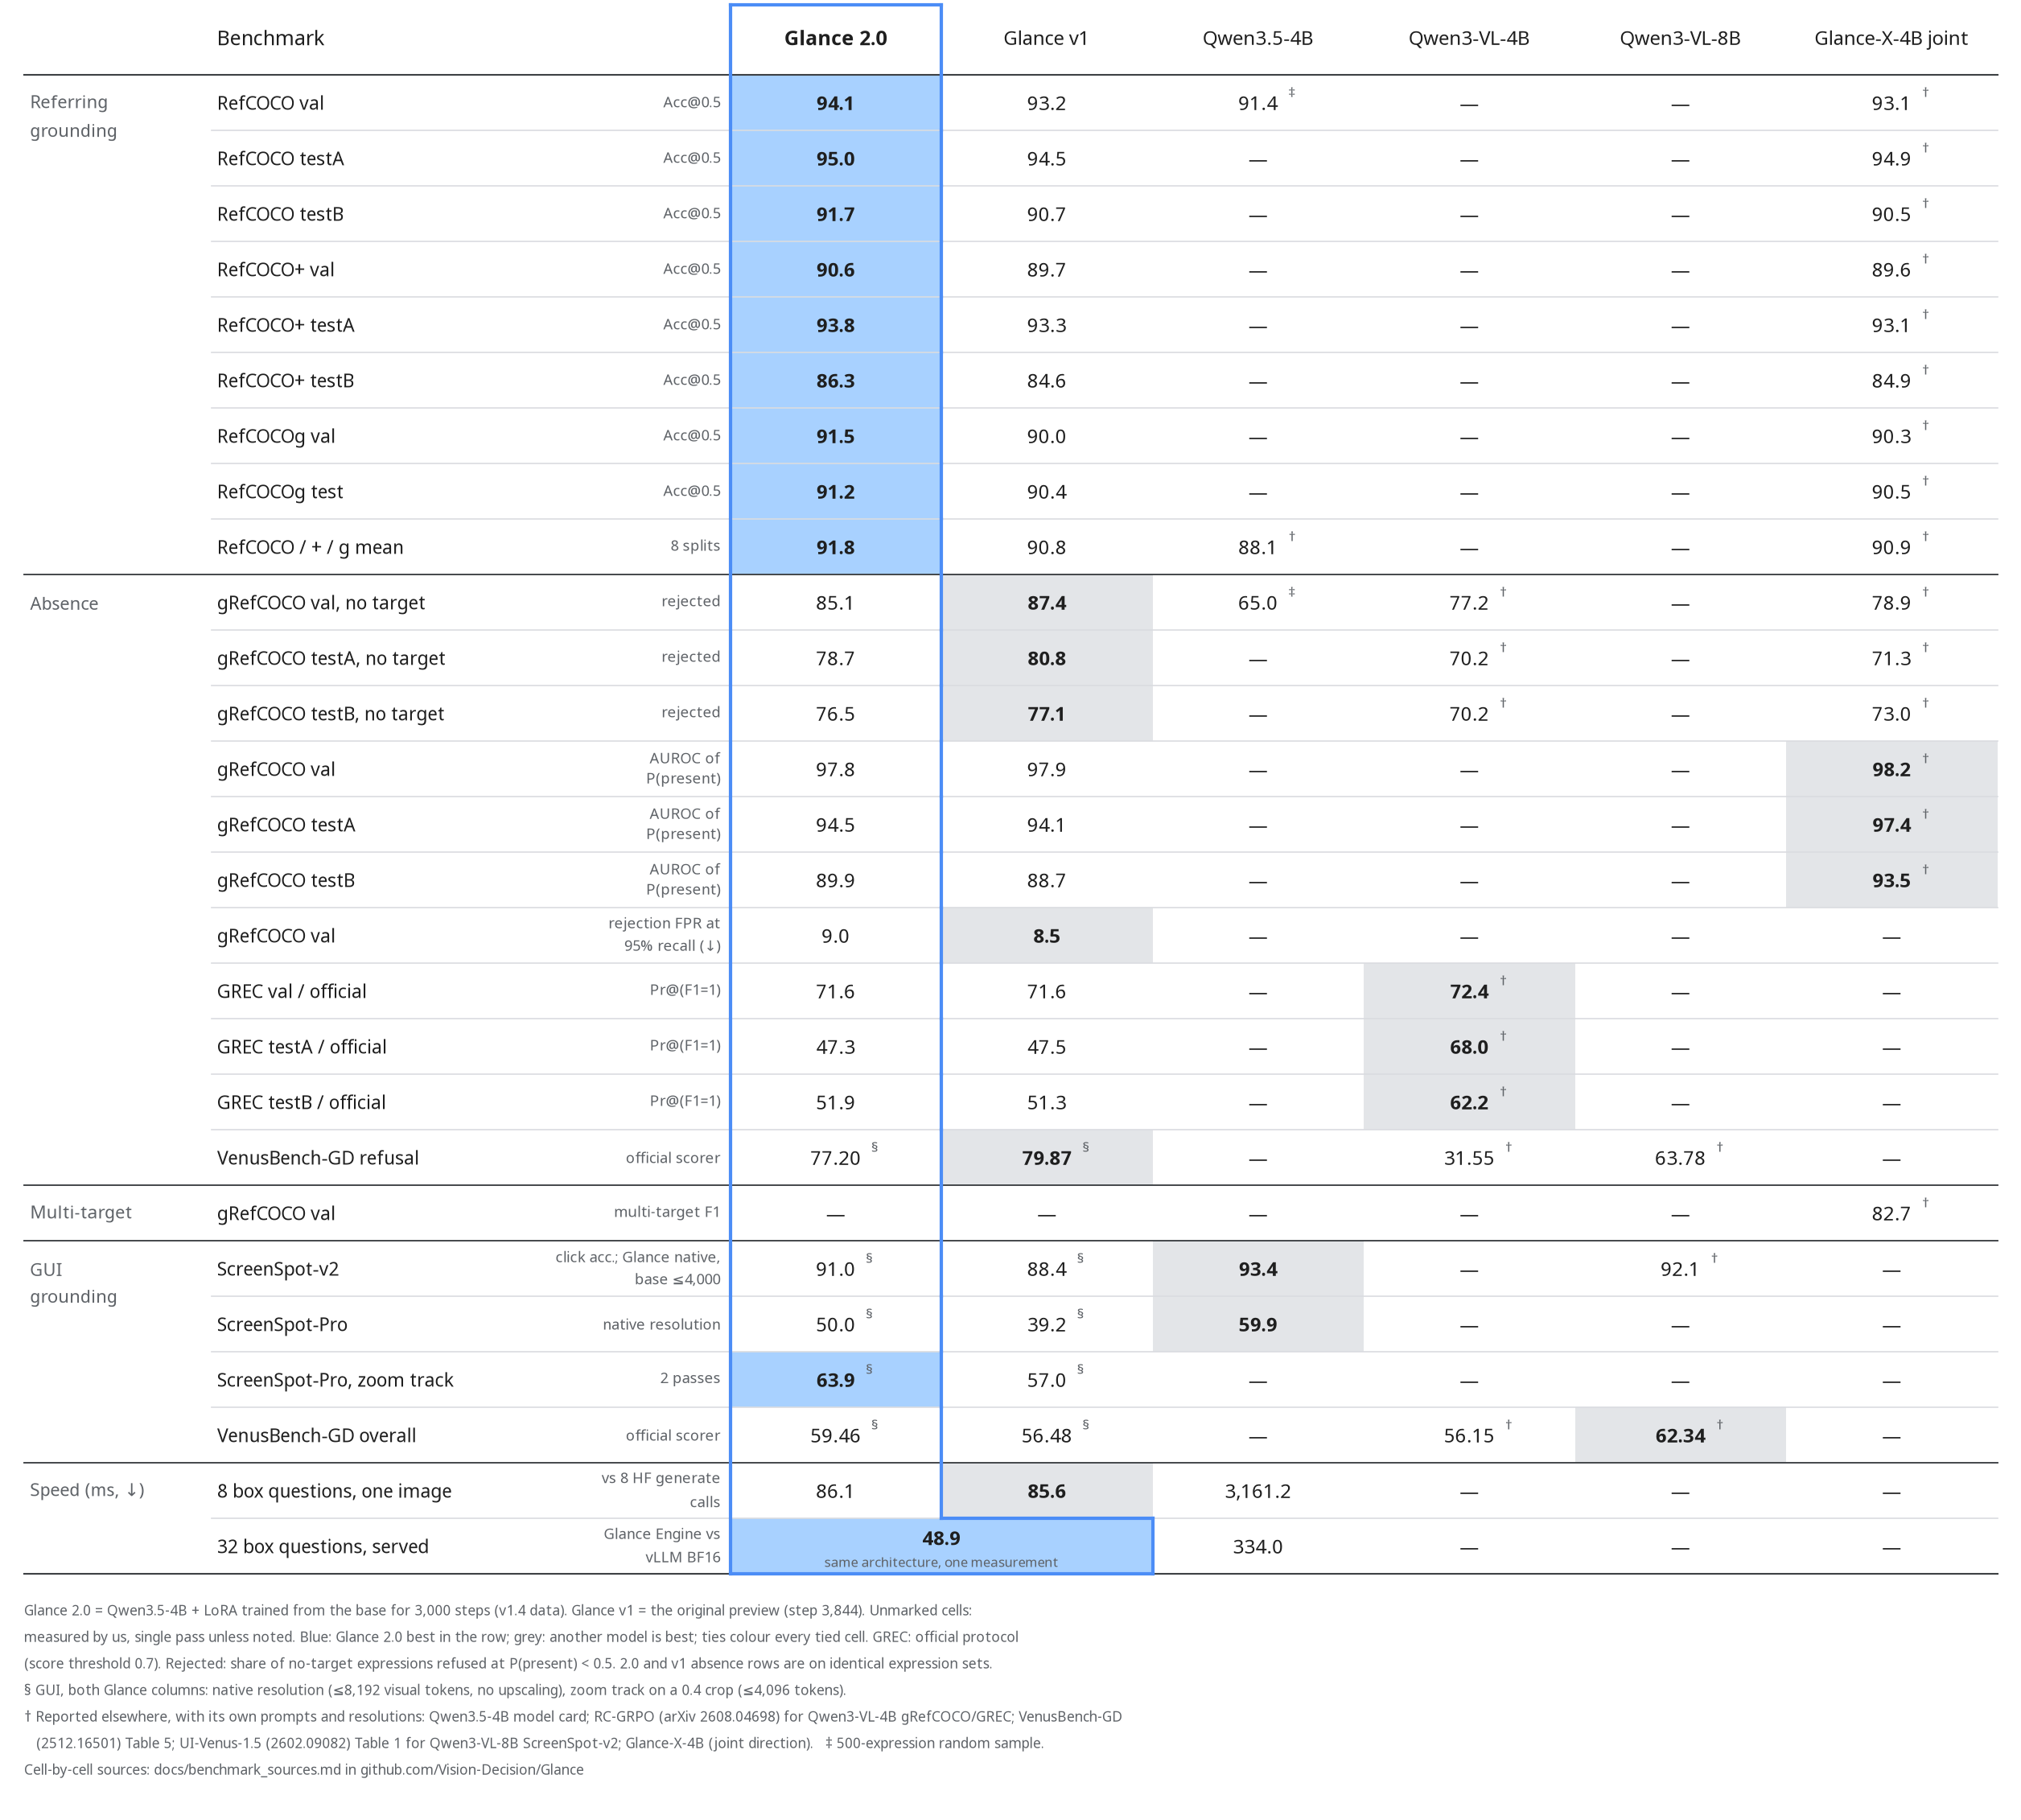 Benchmark Glance 2.0 Glance v1 Qwen3.5-4B Qwen3-VL-4B Qwen3-VL-8B Glance-X-4B joint
Referring grounding
RefCOCO val Acc@0.5 94.1 93.2 91.4 ‡ — — 93.1 †
RefCOCO testA Acc@0.5 95.0 94.5 — — — 94.9 †
RefCOCO testB Acc@0.5 91.7 90.7 — — — 90.5 †
RefCOCO+ val Acc@0.5 90.6 89.7 — — — 89.6 †
RefCOCO+ testA Acc@0.5 93.8 93.3 — — — 93.1 †
RefCOCO+ testB Acc@0.5 86.3 84.6 — — — 84.9 †
RefCOCOg val Acc@0.5 91.5 90.0 — — — 90.3 †
RefCOCOg test Acc@0.5 91.2 90.4 — — — 90.5 †
RefCOCO / + / g mean 8 splits 91.8 90.8 88.1 † — — 90.9 †
Absence
gRefCOCO val, no target rejected 85.1 87.4 65.0 ‡ 77.2 † — 78.9 †
gRefCOCO testA, no target rejected 78.7 80.8 — 70.2 † — 71.3 †
gRefCOCO testB, no target rejected 76.5 77.1 — 70.2 † — 73.0 †
gRefCOCO val AUROC of P(present) 97.8 97.9 — — — 98.2 †
gRefCOCO testA AUROC of P(present) 94.5 94.1 — — — 97.4 †
gRefCOCO testB AUROC of P(present) 89.9 88.7 — — — 93.5 †
gRefCOCO val rejection FPR at 95% recall (↓) 9.0 8.5 — — — —
GREC val / official Pr@(F1=1) 71.6 71.6 — 72.4 † — —
GREC testA / official Pr@(F1=1) 47.3 47.5 — 68.0 † — —
GREC testB / official Pr@(F1=1) 51.9 51.3 — 62.2 † — —
VenusBench-GD refusal official scorer 77.20 § 79.87 § — 31.55 † 63.78 † —
Multi-target
gRefCOCO val multi-target F1 — — — — — 82.7 †
GUI grounding
ScreenSpot-v2 click acc.; Glance native, base ≤4,000 91.0 § 88.4 § 93.4 — 92.1 † —
ScreenSpot-Pro native resolution 50.0 § 39.2 § 59.9 — — —
ScreenSpot-Pro, zoom track 2 passes 63.9 § 57.0 § — — — —
VenusBench-GD overall official scorer 59.46 § 56.48 § — 56.15 † 62.34 † —
Speed (ms, ↓)
8 box questions, one image vs 8 HF generate calls 86.1 85.6 3,161.2 — — —
32 box questions, served Glance Engine vs vLLM BF16 48.9 334.0 — — —
same architecture, one measurement
Glance 2.0 = Qwen3.5-4B + LoRA trained from the base for 3,000 steps (v1.4 data). Glance v1 = the original preview (step 3,844). Unmarked cells:
measured by us, single pass unless noted. Blue: Glance 2.0 best in the row; grey: another model is best; ties colour every tied cell. GREC: official protocol
(score threshold 0.7). Rejected: share of no-target expressions refused at P(present) < 0.5. 2.0 and v1 absence rows are on identical expression sets.
§ GUI, both Glance columns: native resolution (≤8,192 visual tokens, no upscaling), zoom track on a 0.4 crop (≤4,096 tokens).
† Reported elsewhere, with its own prompts and resolutions: Qwen3.5-4B model card; RC-GRPO (arXiv 2608.04698) for Qwen3-VL-4B gRefCOCO/GREC; VenusBench-GD
(2512.16501) Table 5; UI-Venus-1.5 (2602.09082) Table 1 for Qwen3-VL-8B ScreenSpot-v2; Glance-X-4B (joint direction). ‡ 500-expression random sample.
Cell-by-cell sources: docs/benchmark_sources.md in github.com/Vision-Decision/Glance